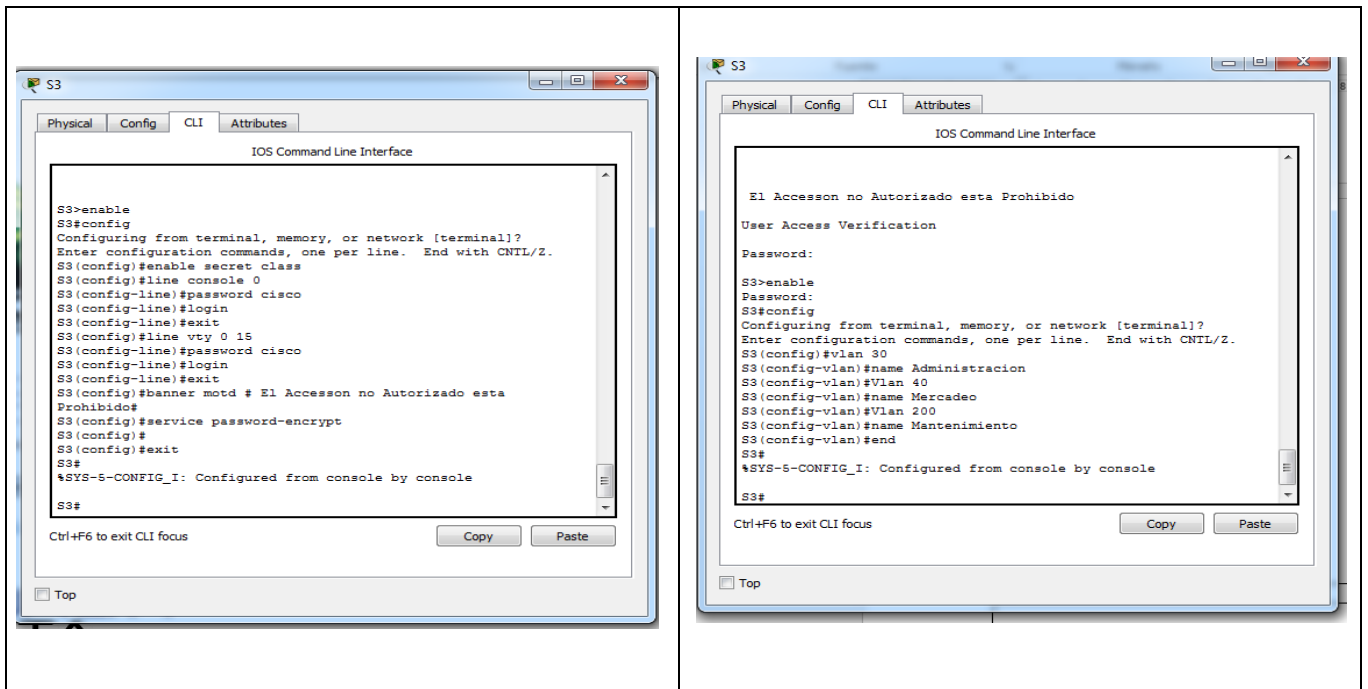 S3
Physical Config CLI Attributes
IOS Command Line Interface
S3>enable
S3#config
Configuring from terminal, memory, or network [terminal]?
Enter configuration commands, one per line.  End with CNTL/Z.
S3(config)#enable secret class
S3(config)#line console 0
S3(config-line)#password cisco
S3(config-line)#login
S3(config-line)#exit
S3(config)#line vty 0 15
S3(config-line)#password cisco
S3(config-line)#login
S3(config-line)#exit
S3(config)#banner motd # El Accesson no Autorizado esta
Prohibido#
S3(config)#service password-encrypt
S3(config)#
S3(config)#exit
S3#
%SYS-5-CONFIG_I: Configured from console by console
S3#
Ctrl+F6 to exit CLI focus
Copy Paste
Top
S3
Physical Config CLI Attributes
IOS Command Line Interface
El Accesson no Autorizado esta Prohibido
User Access Verification
Password:
S3>enable
Password:
S3#config
Configuring from terminal, memory, or network [terminal]?
Enter configuration commands, one per line.  End with CNTL/Z.
S3(config)#vlan 30
S3(config-vlan)#name Administracion
S3(config-vlan)#Vlan 40
S3(config-vlan)#name Mercadeo
S3(config-vlan)#Vlan 200
S3(config-vlan)#name Mantenimiento
S3(config-vlan)#end
S3#
%SYS-5-CONFIG_I: Configured from console by console
S3#
Ctrl+F6 to exit CLI focus
Copy Paste
Top